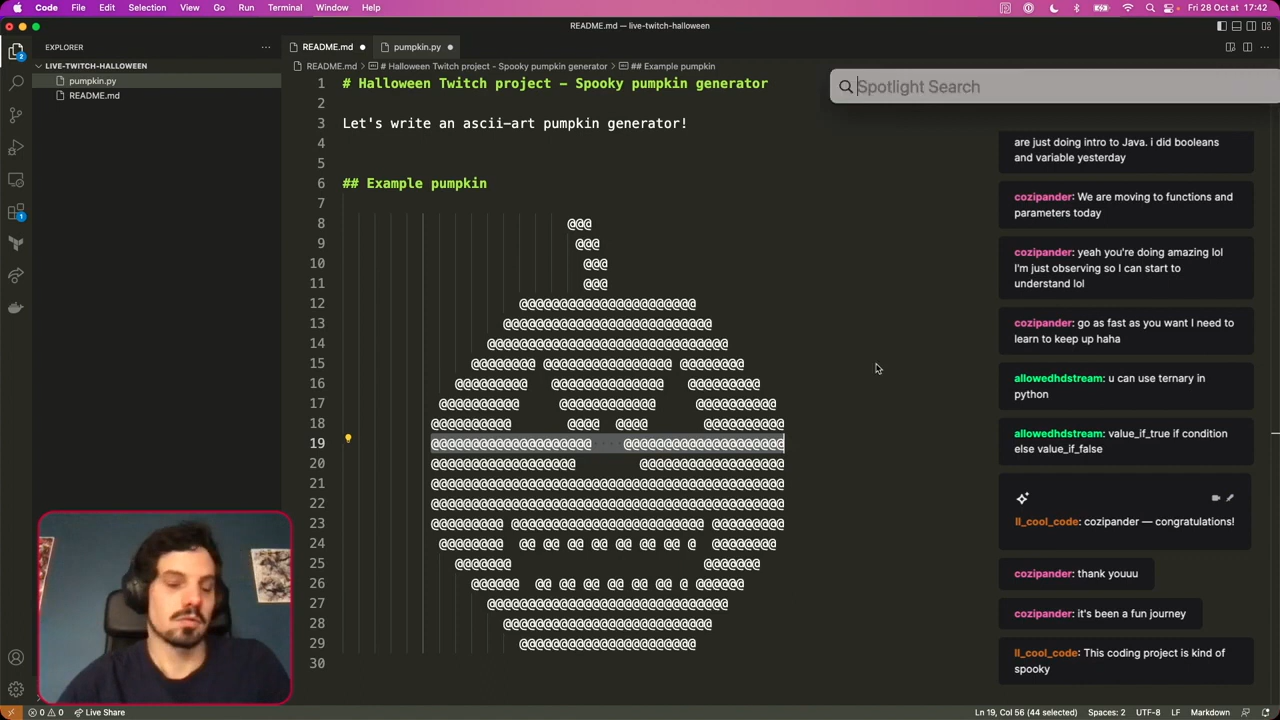 Code File Edit Selection View Go Run Terminal Window Help
Fri 28 Oct at 17:42
README.md — live-twitch-halloween
EXPLORER
LIVE-TWITCH-HALLOWEEN
pumpkin.py
README.md
README.md
pumpkin.py
README.md > # Halloween Twitch project - Spooky pumpkin generator > ## Example pumpkin
Spotlight Search
1 # Halloween Twitch project - Spooky pumpkin generator
2
3 Let's write an ascii-art pumpkin generator!
4
5
6 ## Example pumpkin
7
8 @@@
9 @@@
10 @@@
11 @@@
12 @@@@@@@@@@@@@@@@@@@@@@
13 @@@@@@@@@@@@@@@@@@@@@@@@@@
14 @@@@@@@@@@@@@@@@@@@@@@@@@@@@@@
15 @@@@@@@@ @@@@@@@@@@@@@@@@ @@@@@@@@
16 @@@@@@@@@   @@@@@@@@@@@@@@   @@@@@@@@@
17 @@@@@@@@@@     @@@@@@@@@@@@     @@@@@@@@@@
18 @@@@@@@@@@       @@@@  @@@@       @@@@@@@@@@
19 @@@@@@@@@@@@@@@@@@@@    @@@@@@@@@@@@@@@@@@@@
20 @@@@@@@@@@@@@@@@@@        @@@@@@@@@@@@@@@@@@
21 @@@@@@@@@@@@@@@@@@@@@@@@@@@@@@@@@@@@@@@@@@@@
22 @@@@@@@@@@@@@@@@@@@@@@@@@@@@@@@@@@@@@@@@@@@@
23 @@@@@@@@@ @@@@@@@@@@@@@@@@@@@@@@@@ @@@@@@@@@
24 @@@@@@@@  @@ @@ @@ @@ @@ @@ @@ @  @@@@@@@@
25 @@@@@@@                        @@@@@@@
26 @@@@@@  @@ @@ @@ @@ @@ @@ @ @@@@@@
27 @@@@@@@@@@@@@@@@@@@@@@@@@@@@@@
28 @@@@@@@@@@@@@@@@@@@@@@@@@@
29 @@@@@@@@@@@@@@@@@@@@@@
30
are just doing intro to Java. i did booleans
and variable yesterday
cozipander: We are moving to functions and
parameters today
cozipander: yeah you're doing amazing lol
I'm just observing so I can start to
understand lol
cozipander: go as fast as you want I need to
learn to keep up haha
allowedhdstream: u can use ternary in
python
allowedhdstream: value_if_true if condition
else value_if_false
ll_cool_code: cozipander — congratulations!
cozipander: thank youuu
cozipander: it's been a fun journey
ll_cool_code: This coding project is kind of
spooky
2
1
0 0 Live Share
Ln 19, Col 56 (44 selected) Spaces: 2 UTF-8 LF Markdown